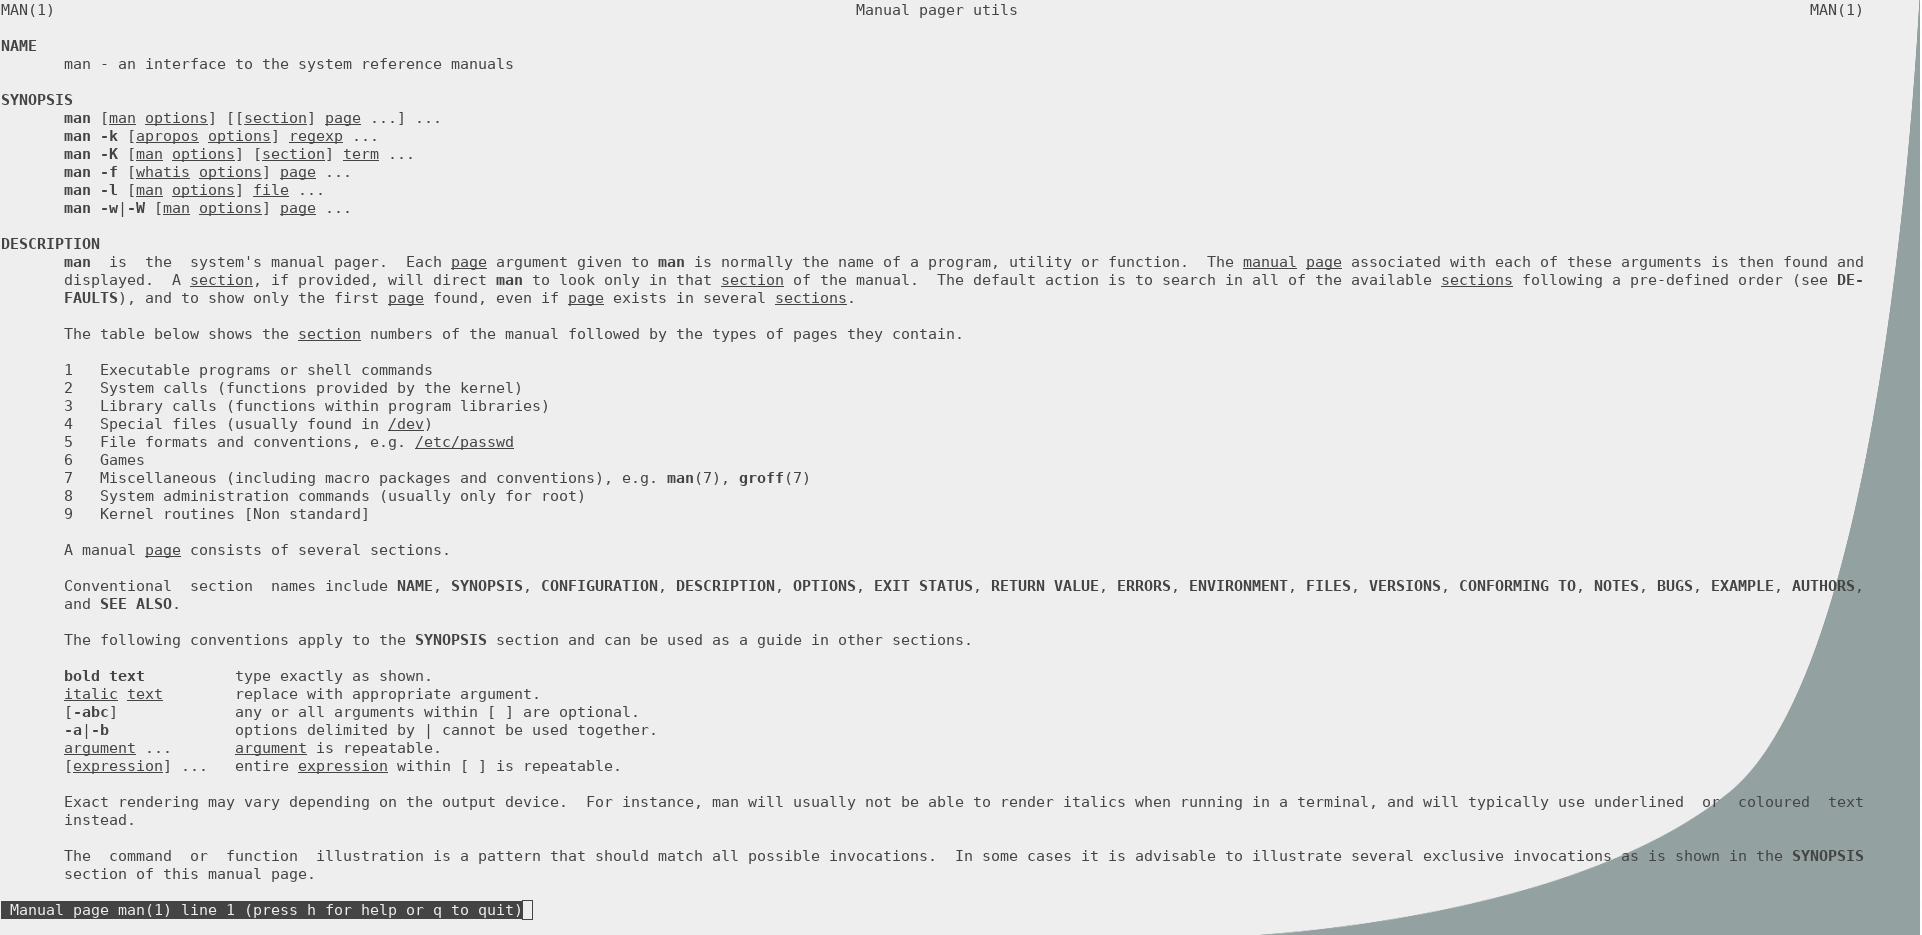 MAN(1) Manual pager utils MAN(1)
NAME
man - an interface to the system reference manuals
SYNOPSIS
man [man options] [[section] page ...] ...
man -k [apropos options] regexp ...
man -K [man options] [section] term ...
man -f [whatis options] page ...
man -l [man options] file ...
man -w|-W [man options] page ...
DESCRIPTION
man is the system's manual pager. Each page argument given to man is normally the name of a program, utility or function. The manual page associated with each of these arguments is then found and
displayed. A section, if provided, will direct man to look only in that section of the manual. The default action is to search in all of the available sections following a pre-defined order (see DE-
FAULTS), and to show only the first page found, even if page exists in several sections.
The table below shows the section numbers of the manual followed by the types of pages they contain.
1 Executable programs or shell commands
2 System calls (functions provided by the kernel)
3 Library calls (functions within program libraries)
4 Special files (usually found in /dev)
5 File formats and conventions, e.g. /etc/passwd
6 Games
7 Miscellaneous (including macro packages and conventions), e.g. man(7), groff(7)
8 System administration commands (usually only for root)
9 Kernel routines [Non standard]
A manual page consists of several sections.
Conventional section names include NAME, SYNOPSIS, CONFIGURATION, DESCRIPTION, OPTIONS, EXIT STATUS, RETURN VALUE, ERRORS, ENVIRONMENT, FILES, VERSIONS, CONFORMING TO, NOTES, BUGS, EXAMPLE, AUTHORS,
and SEE ALSO.
The following conventions apply to the SYNOPSIS section and can be used as a guide in other sections.
bold text type exactly as shown.
italic text replace with appropriate argument.
[-abc] any or all arguments within [ ] are optional.
-a|-b options delimited by | cannot be used together.
argument ... argument is repeatable.
[expression] ... entire expression within [ ] is repeatable.
Exact rendering may vary depending on the output device. For instance, man will usually not be able to render italics when running in a terminal, and will typically use underlined or coloured text
instead.
The command or function illustration is a pattern that should match all possible invocations. In some cases it is advisable to illustrate several exclusive invocations as is shown in the SYNOPSIS
section of this manual page.
Manual page man(1) line 1 (press h for help or q to quit)